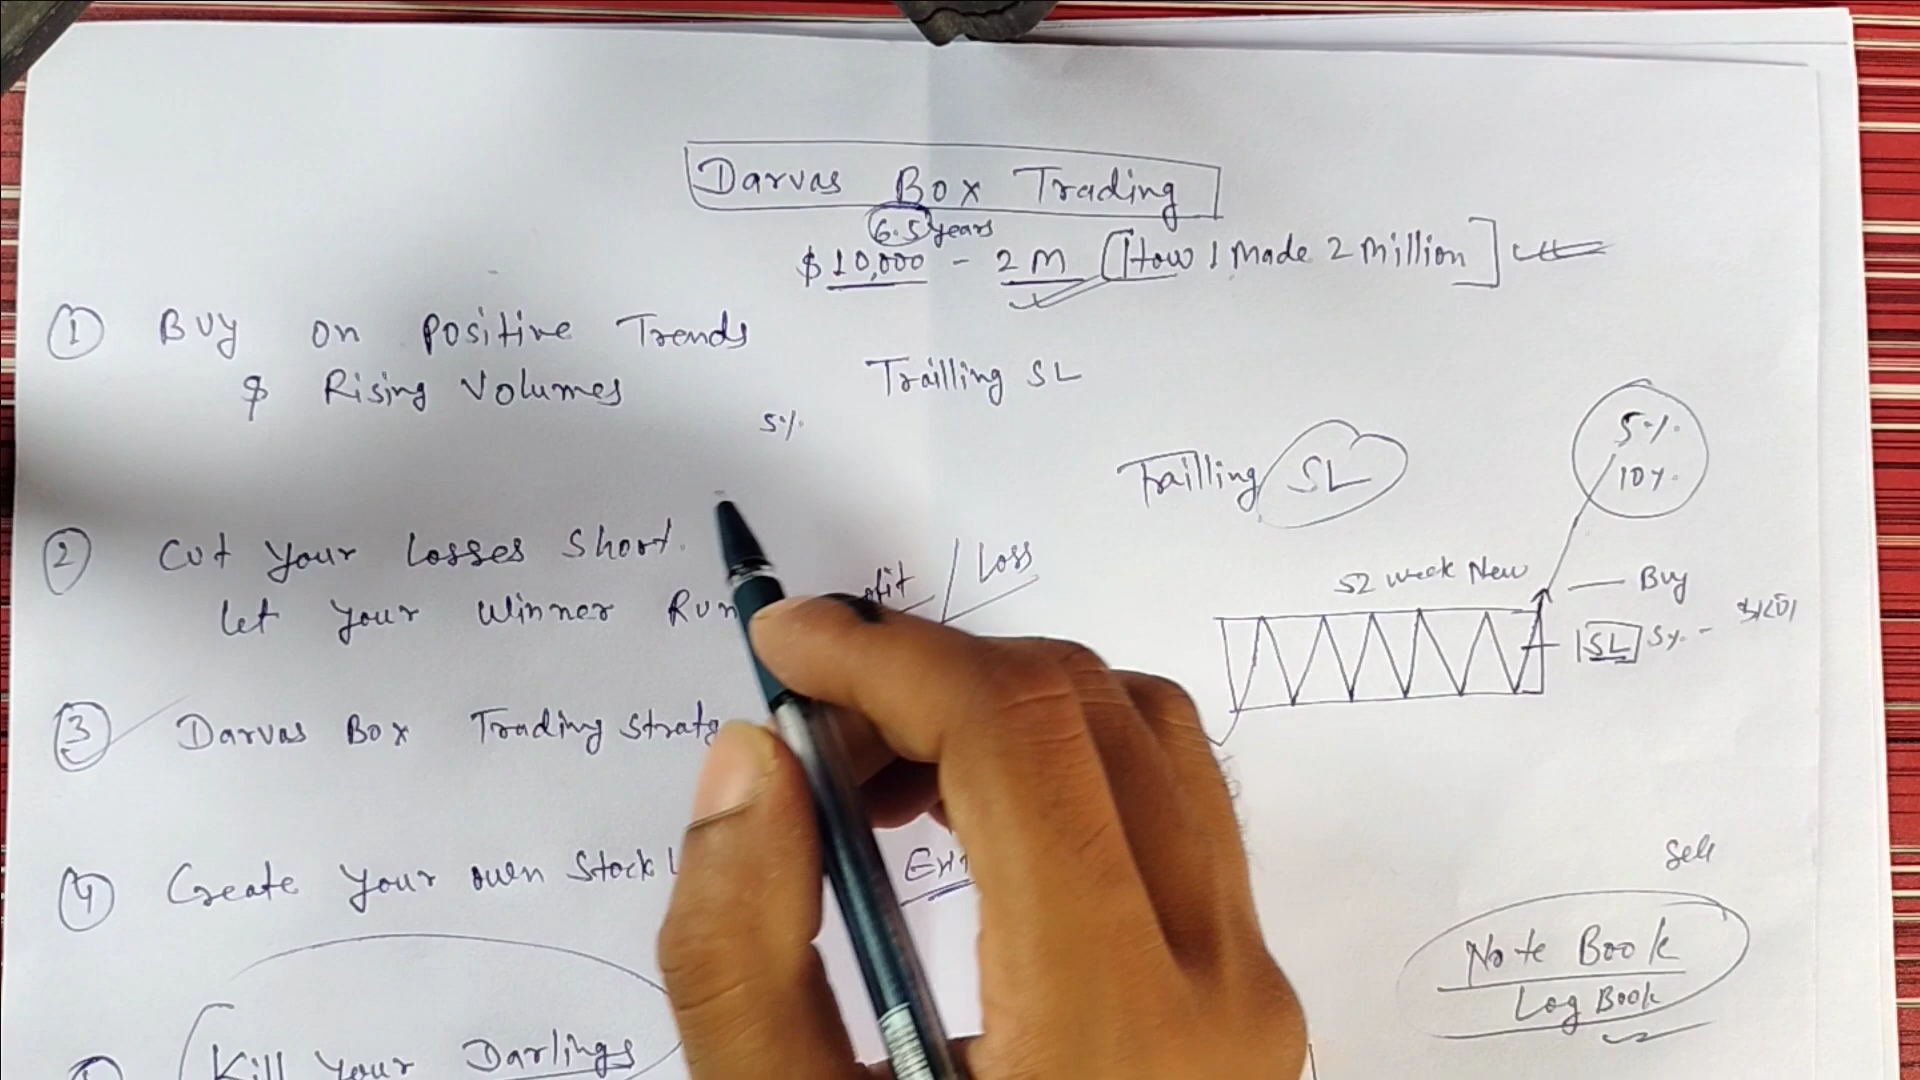 Darvas Box Trading
6.5 years
$ 10,000 - 2 M [How I Made 2 Million]
① Buy on Positive Trends
$ Rising Volumes
Trailling SL
5%
Trailling SL
5%
10%
② Cut Your Losses Short.
Let Your Winner Run
Loss
52 Week New
Buy
SL 5% -
③ Darvas Box Trading
④ Create Your own Stock
Sell
Note Book
Log Book
Kill Your Darlings